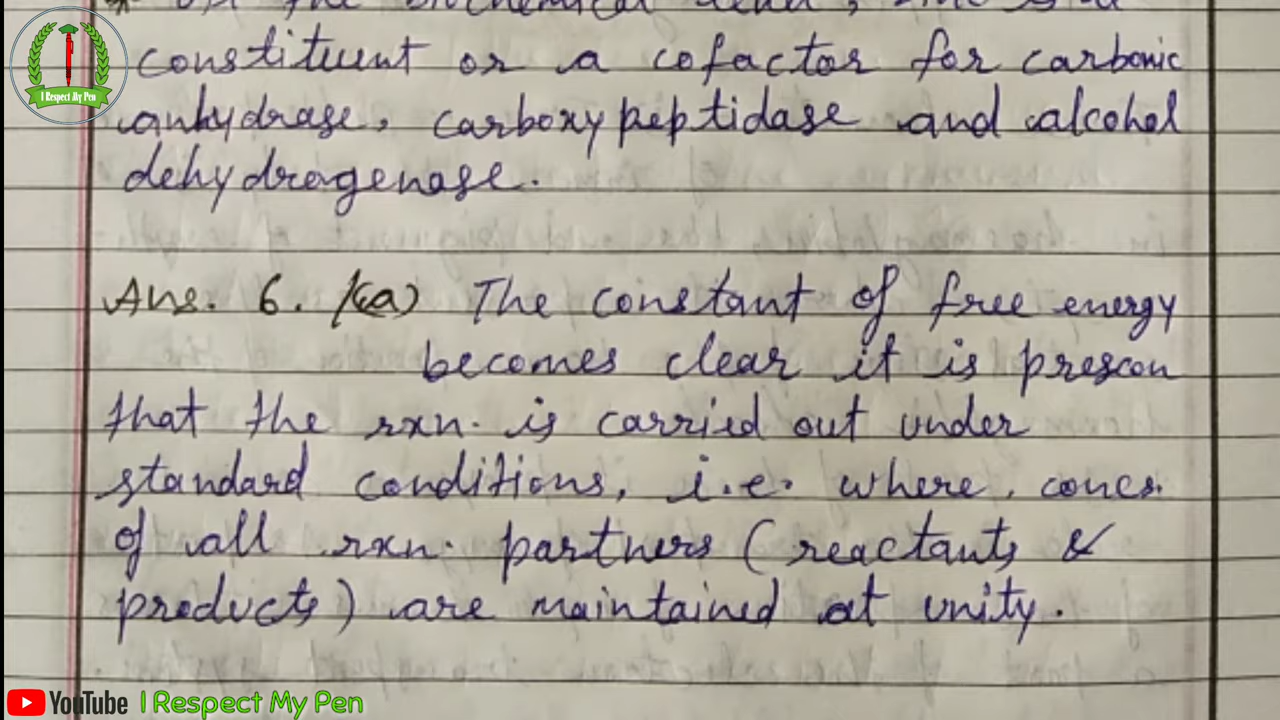 the biochemical
constituent or a cofactor for carbonic
anhydrase, carboxypeptidase and alcohol
dehydrogenase.
Ans. 6. (a) The constant of free energy
becomes clear it is prescon
that the rxn. is carried out under
standard conditions, i.e. where, concs.
of all rxn. partners (reactants &
products) are maintained at unity.
I Respect My Pen
YouTube I Respect My Pen